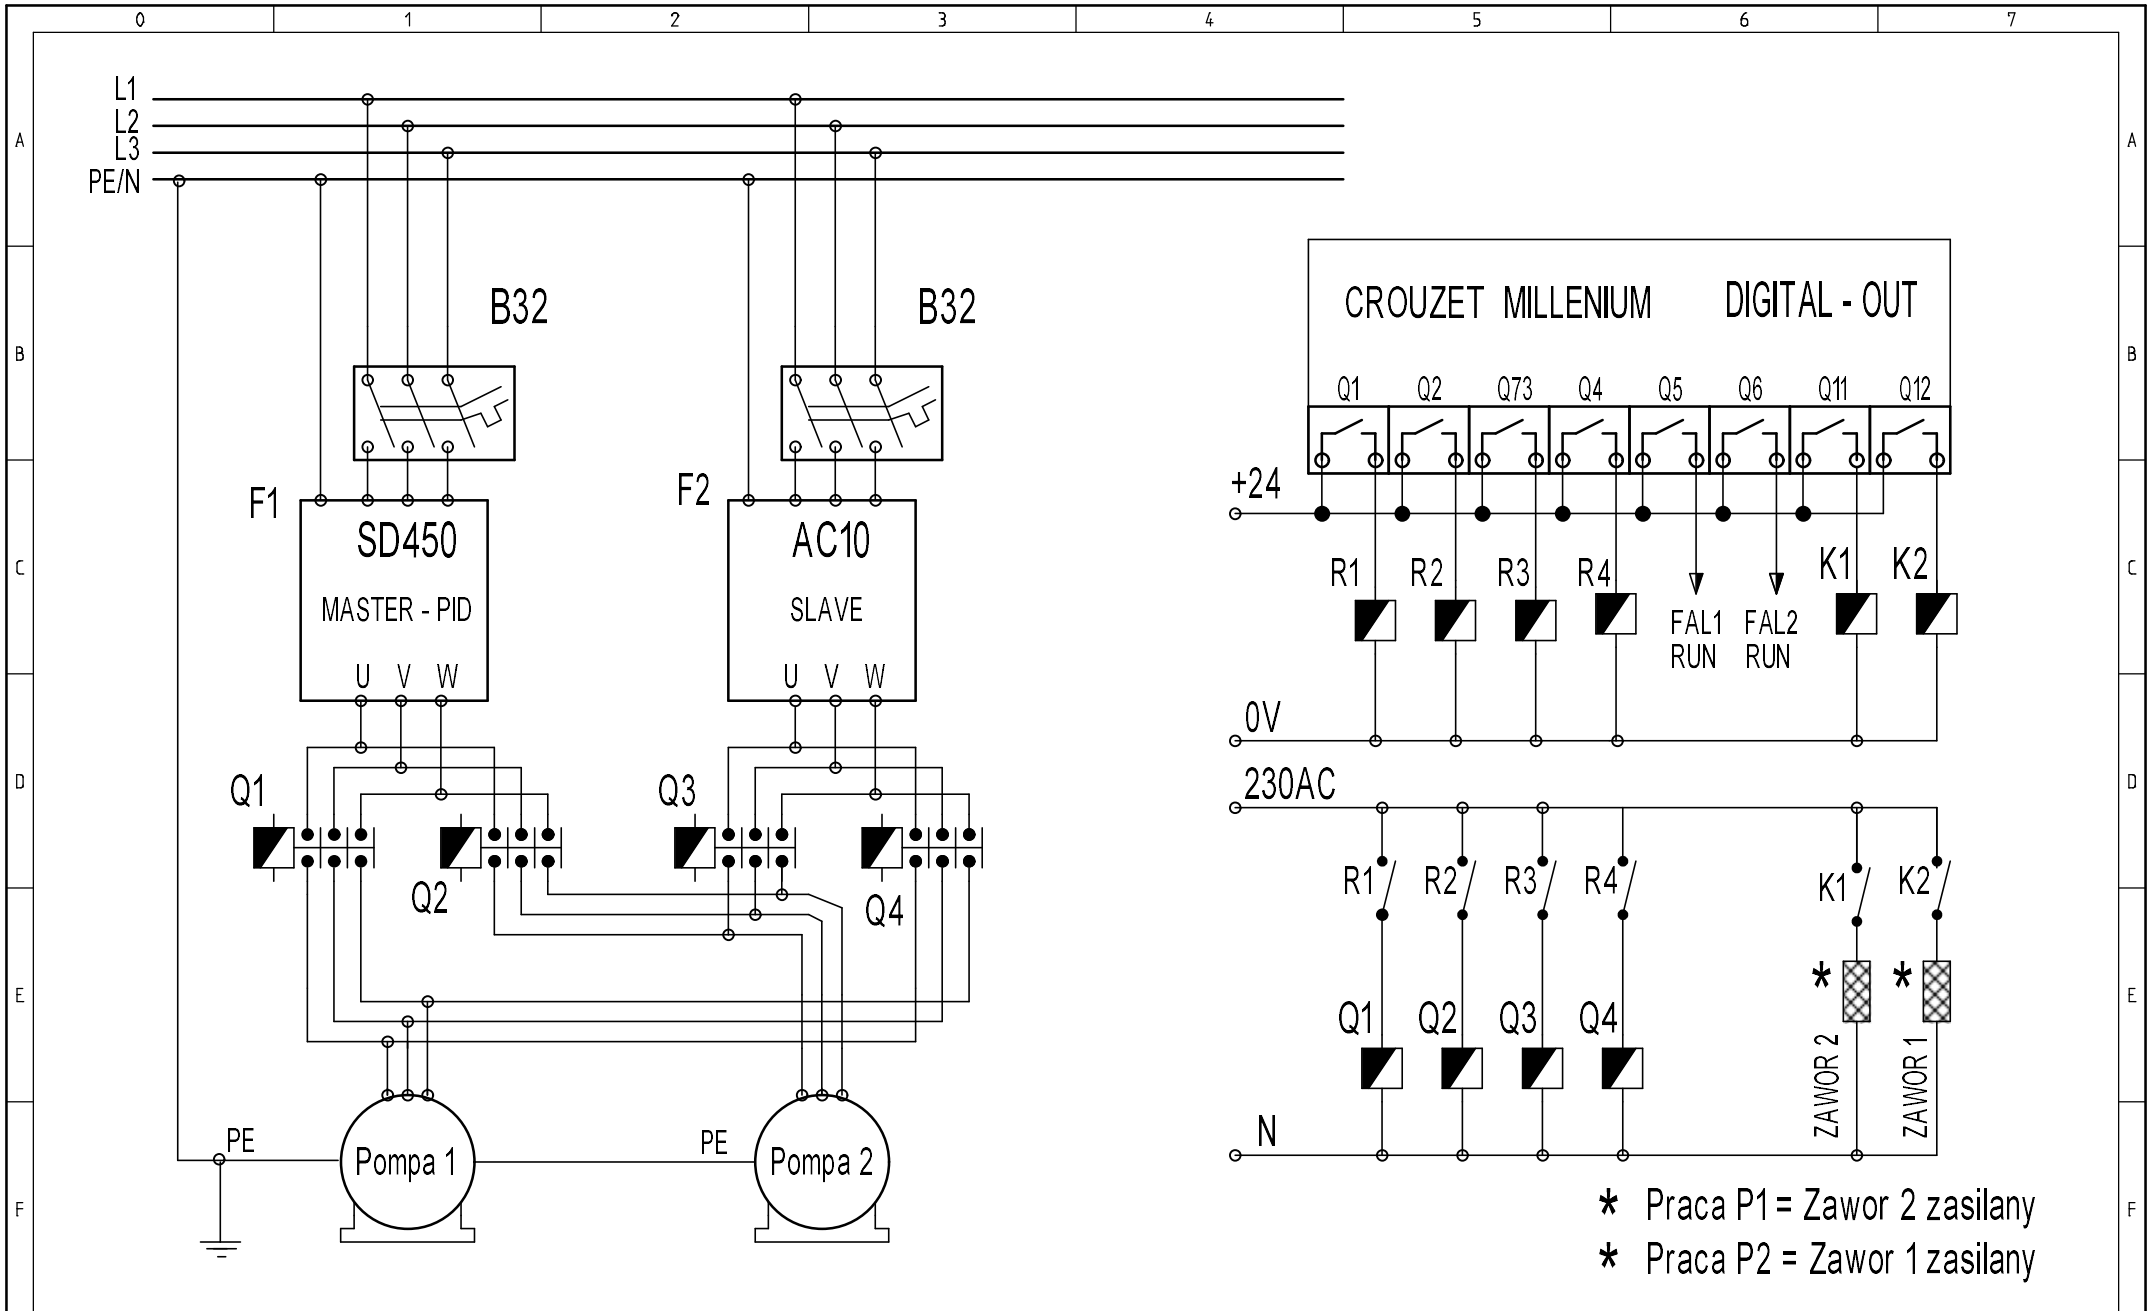 0 1 2 3 4 5 6 7
L1
L2
A A
L3
PE/N
B32 B32
CROUZET MILLENIUM DIGITAL - OUT
B B
Q1 Q2 Q73 Q4 Q5 Q6 Q11 Q12
F1 F2 +24
SD450 AC10
R1 R2 R3 R4 K1 K2
C C
MASTER - PID SLAVE FAL1 FAL2
RUN RUN
U V W U V W
0V
D D
Q1 Q3 230AC
Q2 Q4 R1 R2 R3 R4 K1 K2
* *
E E
Q1 Q2 Q3 Q4
ZAWOR 2 ZAWOR 1
PE PE N
Pompa 1 Pompa 2
F F
* Praca P1 = Zawor 2 zasilany
* Praca P2 = Zawor 1 zasilany